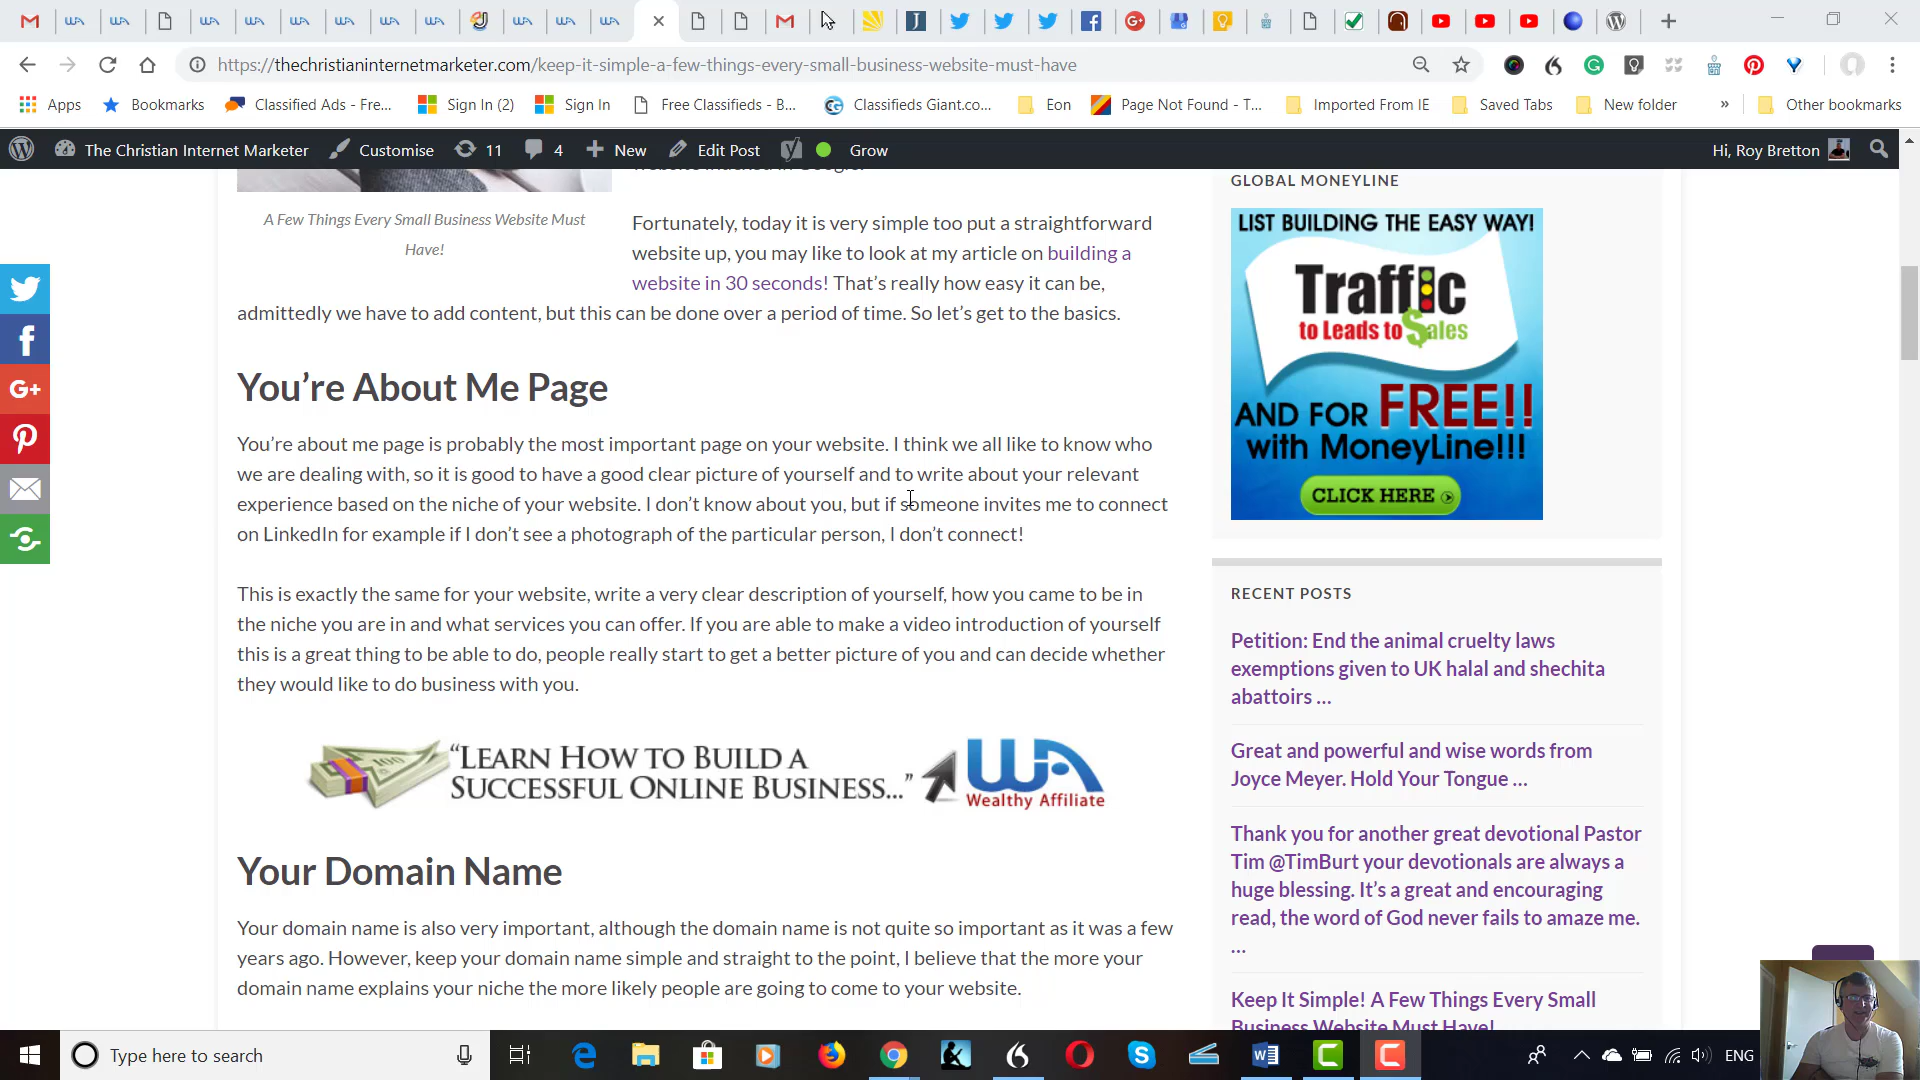 https://thechristianinternetmarketer.com/keep-it-simple-a-few-things-every-small-business-website-must-have
Apps
Bookmarks
Classified Ads - Fre...
Sign In (2)
Sign In
Free Classifieds - B...
Classifieds Giant.co...
Eon
Page Not Found - T...
Imported From IE
Saved Tabs
New folder
»
Other bookmarks
The Christian Internet Marketer
Customise
11
4
New
Edit Post
Grow
Hi, Roy Bretton
A Few Things Every Small Business Website Must
Have!
Fortunately, today it is very simple too put a straightforward
website up, you may like to look at my article on building a
website in 30 seconds! That's really how easy it can be,
admittedly we have to add content, but this can be done over a period of time. So let's get to the basics.
You're About Me Page
You're about me page is probably the most important page on your website. I think we all like to know who
we are dealing with, so it is good to have a good clear picture of yourself and to write about your relevant
experience based on the niche of your website. I don't know about you, but if someone invites me to connect
on LinkedIn for example if I don't see a photograph of the particular person, I don't connect!
This is exactly the same for your website, write a very clear description of yourself, how you came to be in
the niche you are in and what services you can offer. If you are able to make a video introduction of yourself
this is a great thing to be able to do, people really start to get a better picture of you and can decide whether
they would like to do business with you.
"LEARN HOW TO BUILD A
SUCCESSFUL ONLINE BUSINESS..."
WA
Wealthy Affiliate
Your Domain Name
Your domain name is also very important, although the domain name is not quite so important as it was a few
years ago. However, keep your domain name simple and straight to the point, I believe that the more your
domain name explains your niche the more likely people are going to come to your website.
GLOBAL MONEYLINE
LIST BUILDING THE EASY WAY!
Traffic
to Leads to $ales
AND FOR FREE!!
with MoneyLine!!!
CLICK HERE
RECENT POSTS
Petition: End the animal cruelty laws
exemptions given to UK halal and shechita
abattoirs ...
Great and powerful and wise words from
Joyce Meyer. Hold Your Tongue ...
Thank you for another great devotional Pastor
Tim @TimBurt your devotionals are always a
huge blessing. It's a great and encouraging
read, the word of God never fails to amaze me.
...
Keep It Simple! A Few Things Every Small
Business Website Must Have!
Type here to search
ENG